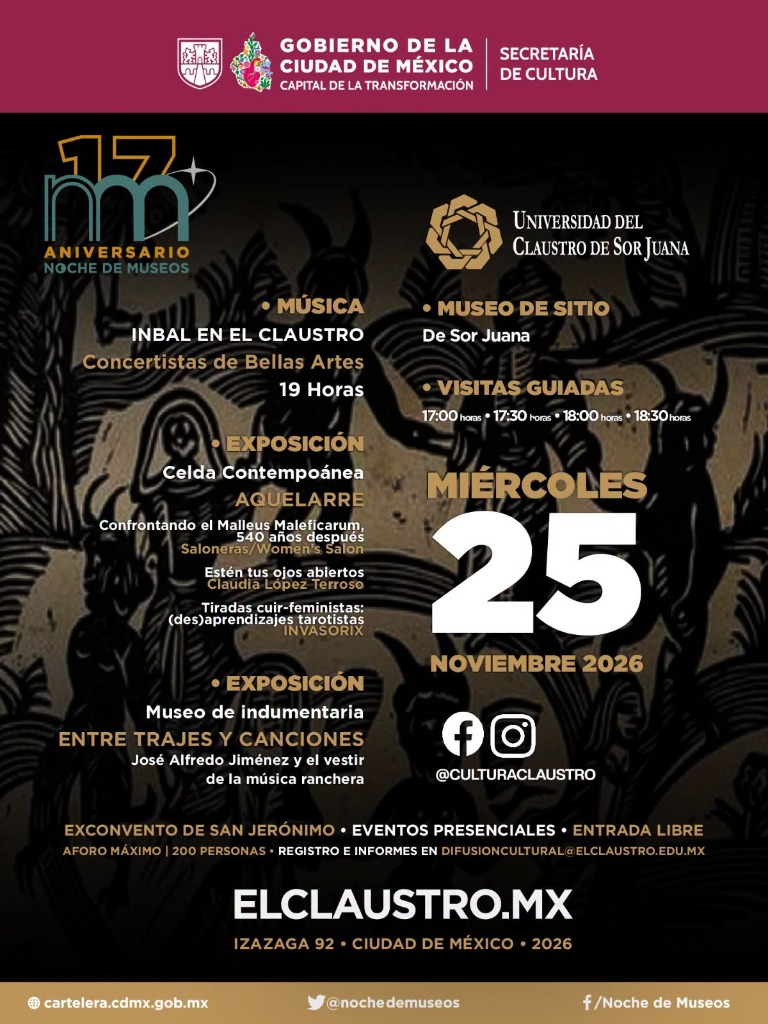 GOBIERNO DE LA
CIUDAD DE MÉXICO
CAPITAL DE LA TRANSFORMACIÓN
SECRETARÍA
DE CULTURA
17
nm
ANIVERSARIO
NOCHE DE MUSEOS
UNIVERSIDAD DEL
CLAUSTRO DE SOR JUANA
• MÚSICA
INBAL EN EL CLAUSTRO
Concertistas de Bellas Artes
19 Horas
• EXPOSICIÓN
Celda Contempoánea
AQUELARRE
Confrontando el Malleus Maleficarum,
540 años después
Saloneras/Women's Salon
Estén tus ojos abiertos
Claudia López Terroso
Tiradas cuir-feministas:
(des)aprendizajes tarotistas
INVASORIX
• EXPOSICIÓN
Museo de indumentaria
ENTRE TRAJES Y CANCIONES
José Alfredo Jiménez y el vestir
de la música ranchera
• MUSEO DE SITIO
De Sor Juana
• VISITAS GUIADAS
17:00 horas • 17:30 horas • 18:00 horas • 18:30 horas
MIÉRCOLES
25
NOVIEMBRE 2026
@CULTURACLAUSTRO
EXCONVENTO DE SAN JERÓNIMO • EVENTOS PRESENCIALES • ENTRADA LIBRE
AFORO MÁXIMO | 200 PERSONAS • REGISTRO E INFORMES EN DIFUSIONCULTURAL@ELCLAUSTRO.EDU.MX
ELCLAUSTRO.MX
IZAZAGA 92 • CIUDAD DE MÉXICO • 2026
cartelera.cdmx.gob.mx
@nochedemuseos
/Noche de Museos